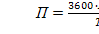 П = 3600 ·